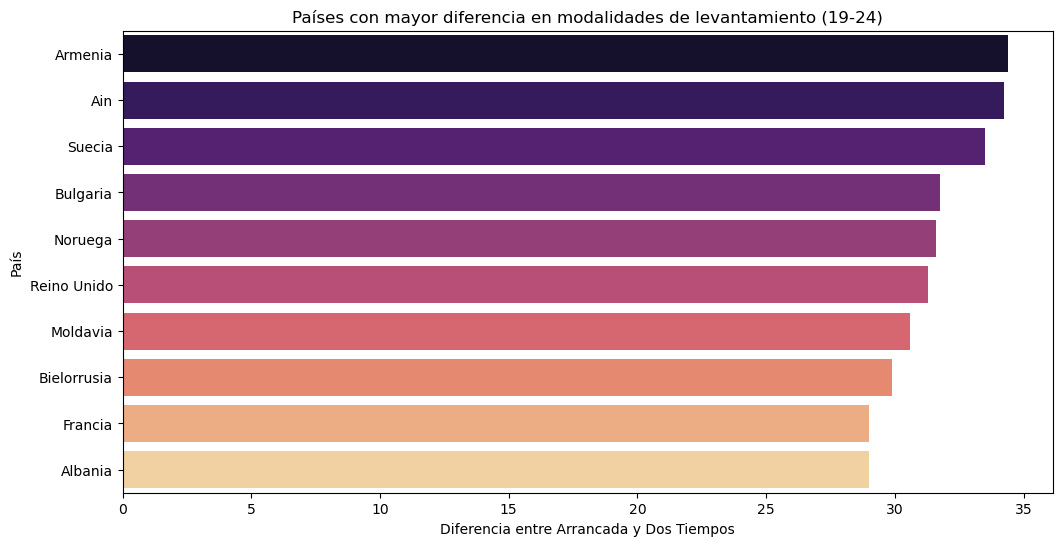 Países con mayor diferencia en modalidades de levantamiento (19-24)
País
Armenia
Ain
Suecia
Bulgaria
Noruega
Reino Unido
Moldavia
Bielorrusia
Francia
Albania
0 5 10 15 20 25 30 35
Diferencia entre Arrancada y Dos Tiempos